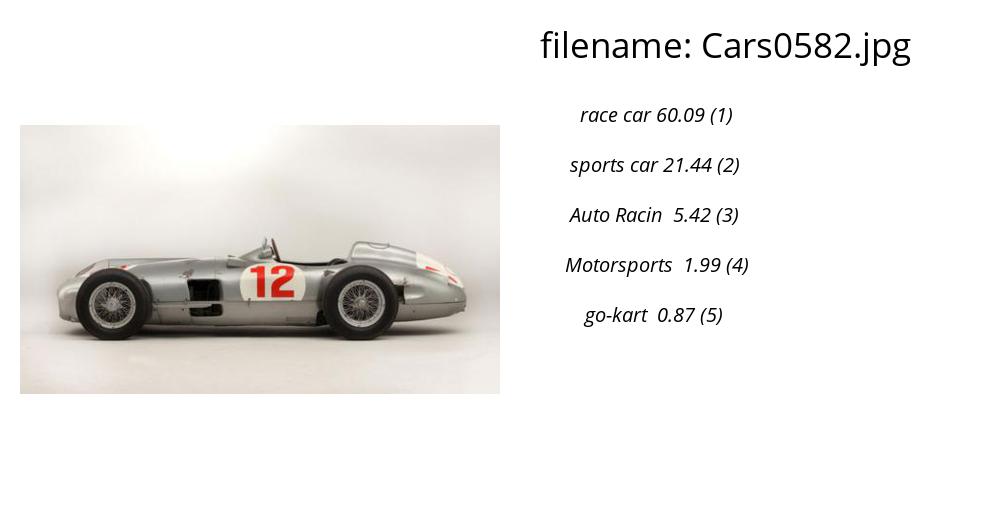 filename: Cars0582.jpg
race car 60.09 (1)
sports car 21.44 (2)
Auto Racin  5.42 (3)
Motorsports  1.99 (4)
go-kart  0.87 (5)
12